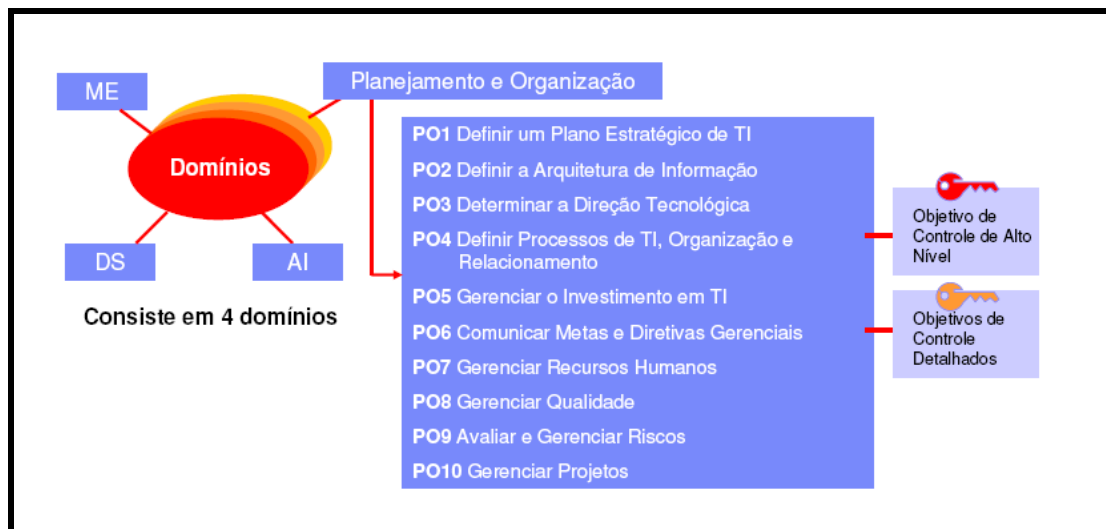 ME
Planejamento e Organização
Domínios
DS
AI
Consiste em 4 domínios
PO1 Definir um Plano Estratégico de TI
PO2 Definir a Arquitetura de Informação
PO3 Determinar a Direção Tecnológica
PO4 Definir Processos de TI, Organização e
Relacionamento
PO5 Gerenciar o Investimento em TI
PO6 Comunicar Metas e Diretivas Gerenciais
PO7 Gerenciar Recursos Humanos
PO8 Gerenciar Qualidade
PO9 Avaliar e Gerenciar Riscos
PO10 Gerenciar Projetos
Objetivo de
Controle de Alto
Nível
Objetivos de
Controle
Detalhados